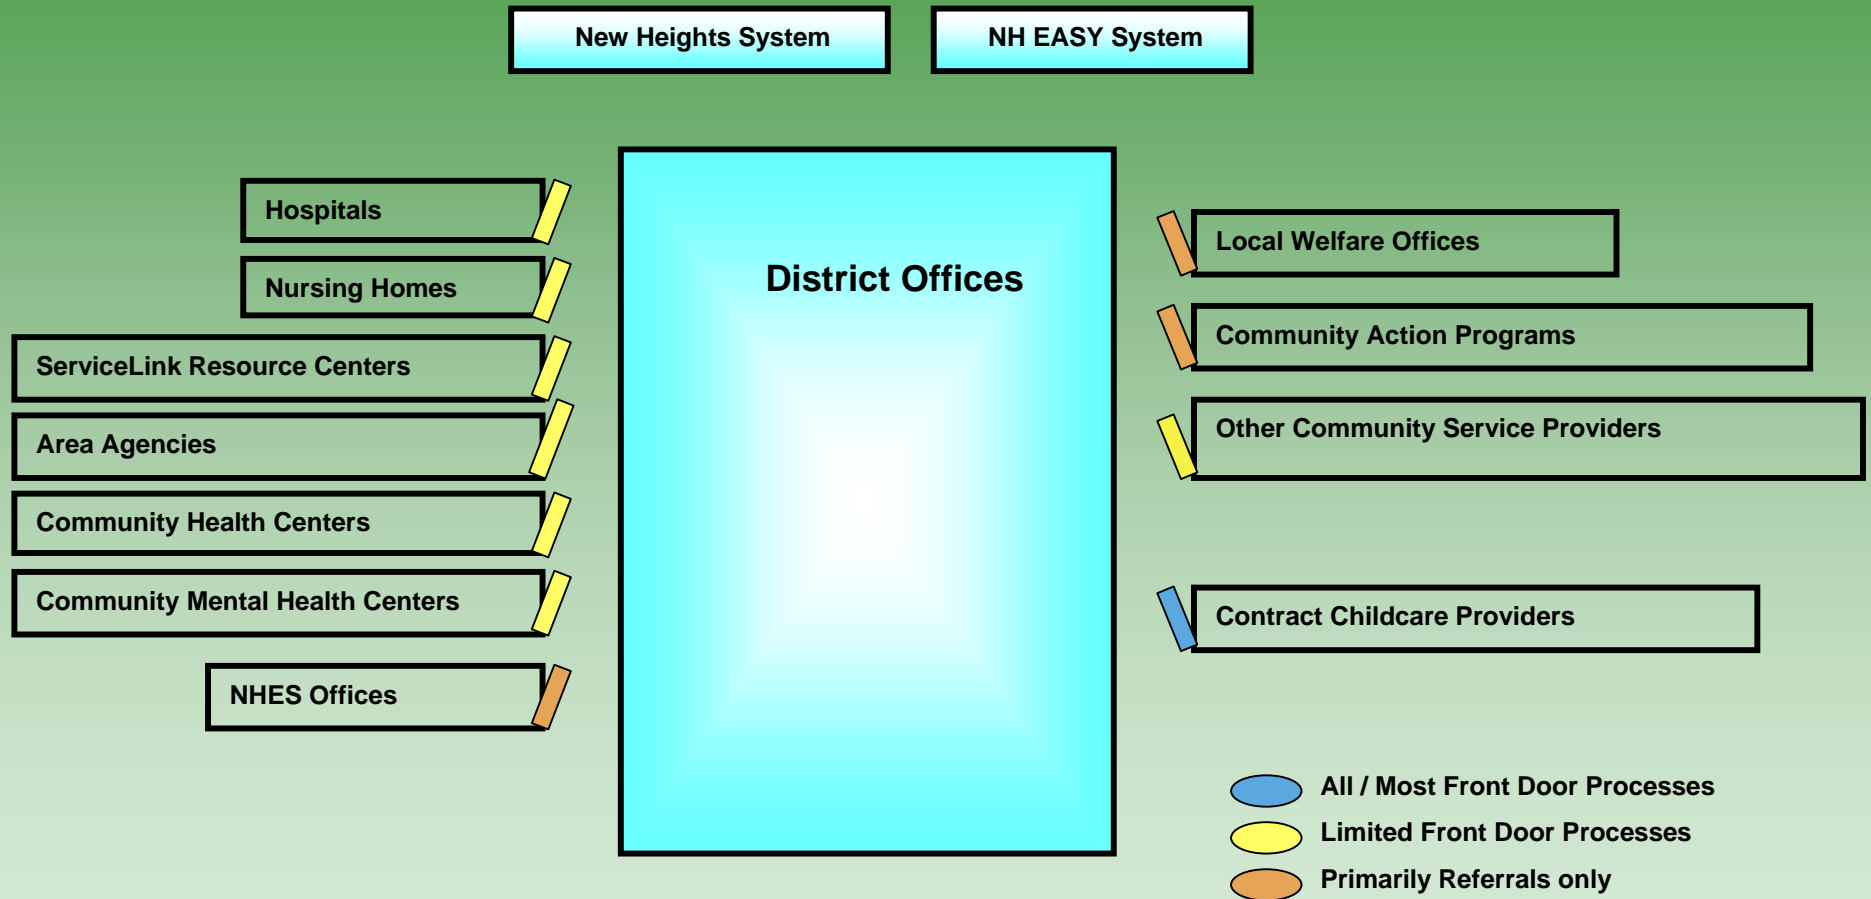 New Heights System
NH EASY System
Hospitals
Nursing Homes
ServiceLink Resource Centers
Area Agencies
Community Health Centers
Community Mental Health Centers
NHES Offices
District Offices
Local Welfare Offices
Community Action Programs
Other Community Service Providers
Contract Childcare Providers
All / Most Front Door Processes
Limited Front Door Processes
Primarily Referrals only